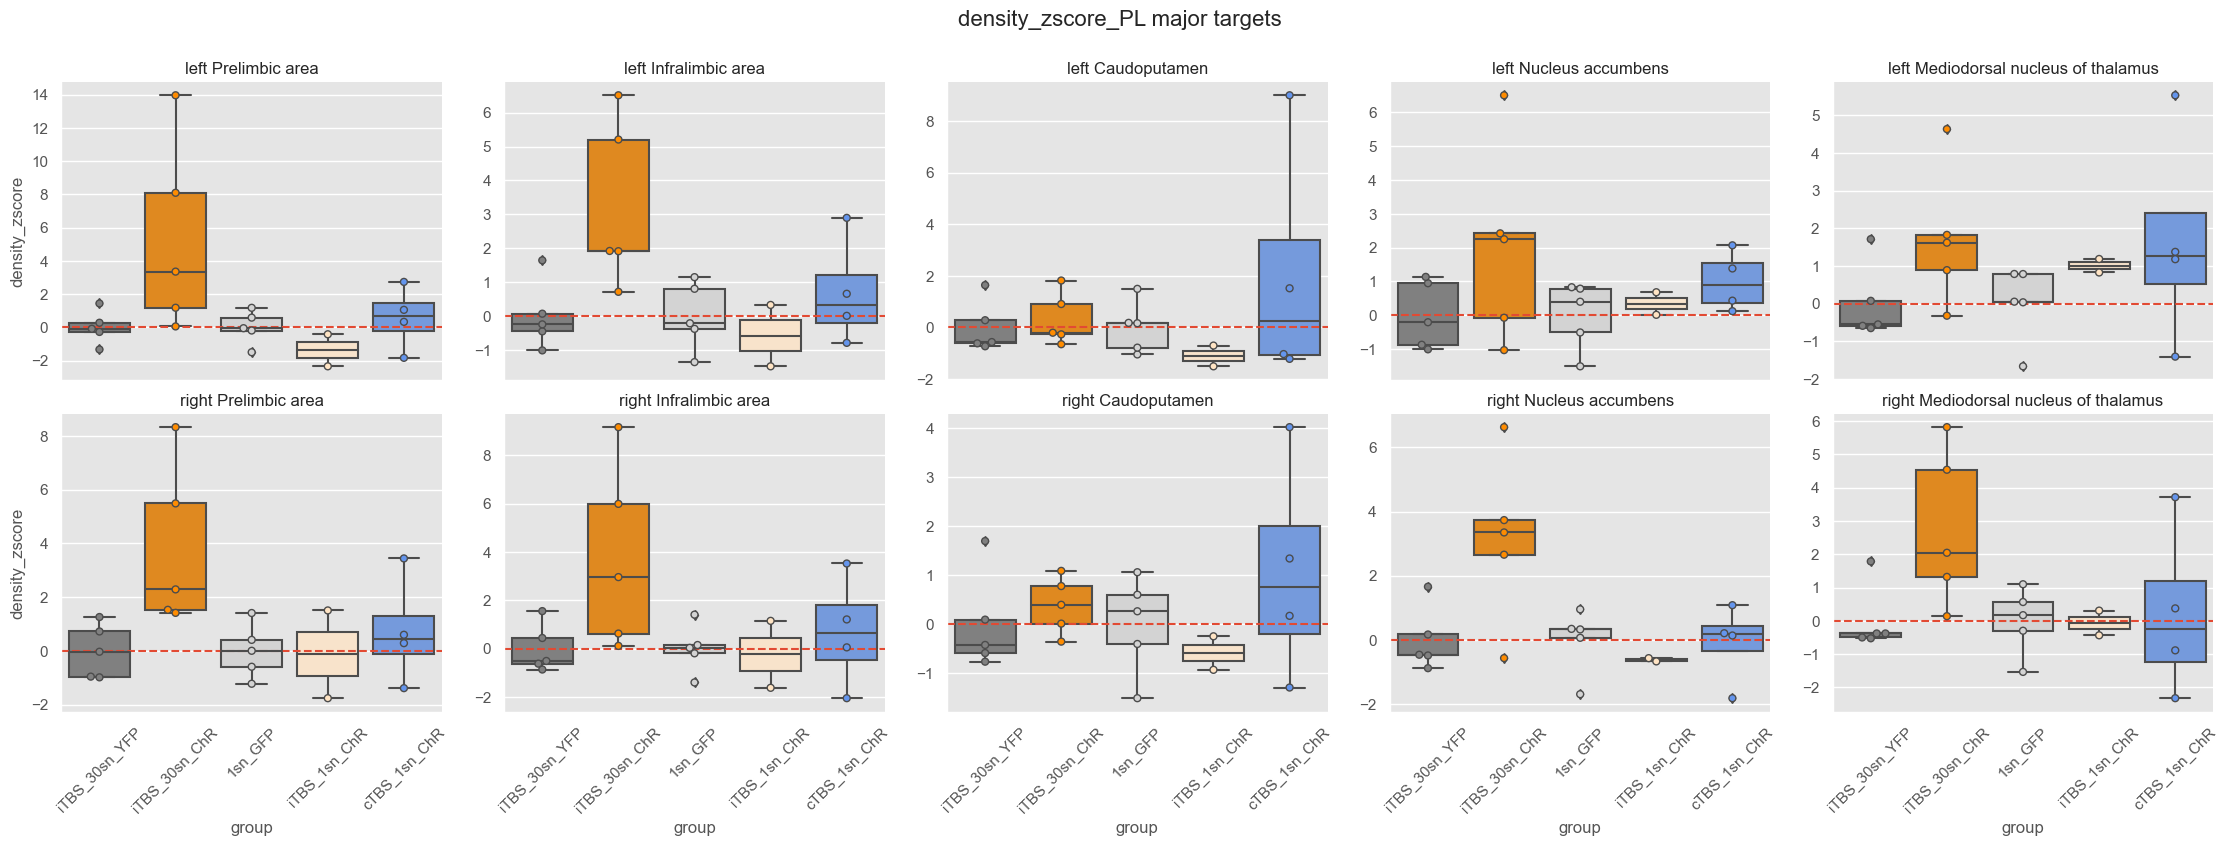 density_zscore_PL major targets
left Prelimbic area
left Infralimbic area
left Caudoputamen
left Nucleus accumbens
left Mediodorsal nucleus of thalamus
density_zscore
14
12
10
8
6
4
2
0
−2
6
5
4
3
2
1
0
−1
8
6
4
2
0
−2
6
5
4
3
2
1
0
−1
5
4
3
2
1
0
−1
−2
right Prelimbic area
right Infralimbic area
right Caudoputamen
right Nucleus accumbens
right Mediodorsal nucleus of thalamus
density_zscore
8
6
4
2
0
−2
8
6
4
2
0
−2
4
3
2
1
0
−1
6
4
2
0
−2
6
5
4
3
2
1
0
−1
−2
iTBS_30sn_YFP
iTBS_30sn_ChR
1sn_GFP
iTBS_1sn_ChR
cTBS_1sn_ChR
iTBS_30sn_YFP
iTBS_30sn_ChR
1sn_GFP
iTBS_1sn_ChR
cTBS_1sn_ChR
iTBS_30sn_YFP
iTBS_30sn_ChR
1sn_GFP
iTBS_1sn_ChR
cTBS_1sn_ChR
iTBS_30sn_YFP
iTBS_30sn_ChR
1sn_GFP
iTBS_1sn_ChR
cTBS_1sn_ChR
iTBS_30sn_YFP
iTBS_30sn_ChR
1sn_GFP
iTBS_1sn_ChR
cTBS_1sn_ChR
group
group
group
group
group